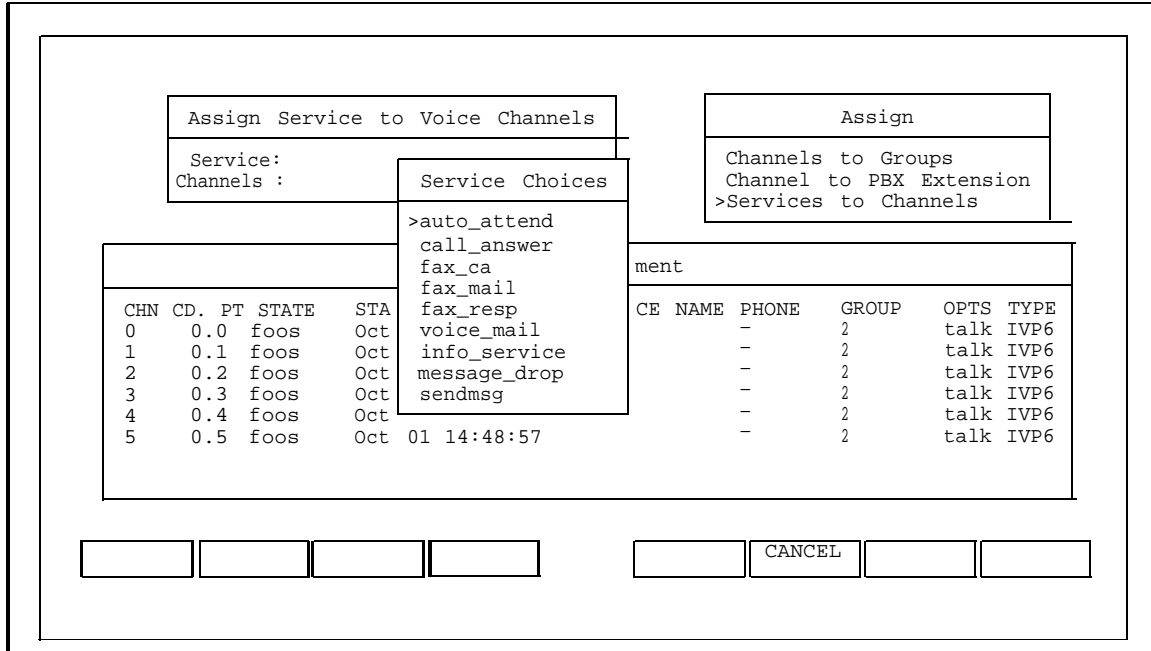 Assign Service to Voice Channels
Service:
Channels :
Assign
Channels to Groups
Channel to PBX Extension
>Services to Channels
Service Choices
>auto_attend
call_answer
fax_ca
fax_mail
fax_resp
voice_mail
info_service
message_drop
sendmsg
ment
CHN CD. PT STATE STA CE NAME PHONE GROUP OPTS TYPE
0 0.0 foos Oct – 2 talk IVP6
1 0.1 foos Oct – 2 talk IVP6
2 0.2 foos Oct – 2 talk IVP6
3 0.3 foos Oct – 2 talk IVP6
4 0.4 foos Oct – 2 talk IVP6
5 0.5 foos Oct 01 14:48:57 – 2 talk IVP6
CANCEL